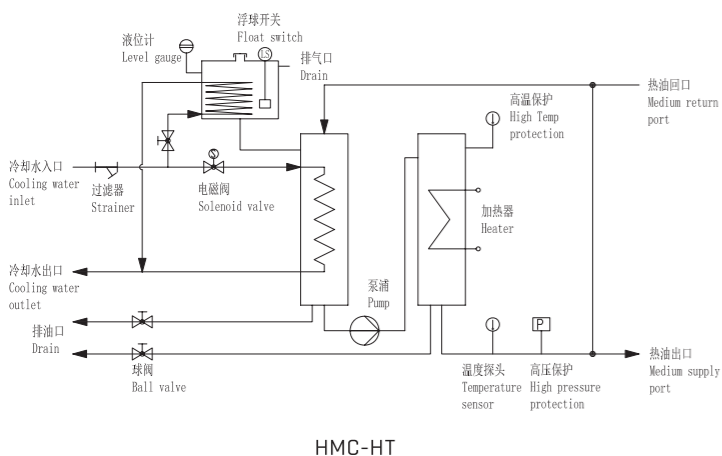 浮球开关
Float switch
液位计
Level gauge
LS
排气口
Drain
热油回口
Medium return
port
高温保护
High Temp
protection
冷却水入口
Cooling water
inlet
过滤器
Strainer
S
电磁阀
Solenoid valve
加热器
Heater
冷却水出口
Cooling water
outlet
泵浦
Pump
排油口
Drain
P
球阀
Ball valve
温度探头
Temperature
sensor
高压保护
High pressure
protection
热油出口
Medium supply
port
HMC-HT